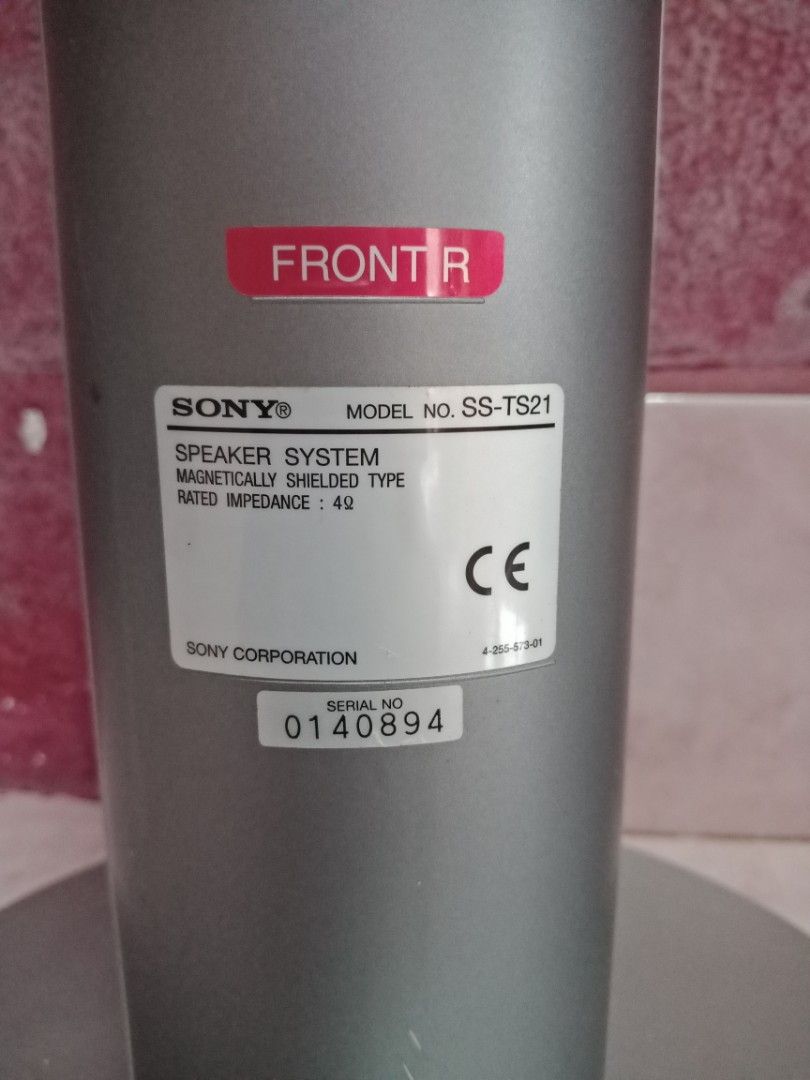 FRONT R
SONY® MODEL NO. SS-TS21
SPEAKER SYSTEM
MAGNETICALLY SHIELDED TYPE
RATED IMPEDANCE : 4Ω
CE
SONY CORPORATION 4-255-573-01
SERIAL NO
0140894